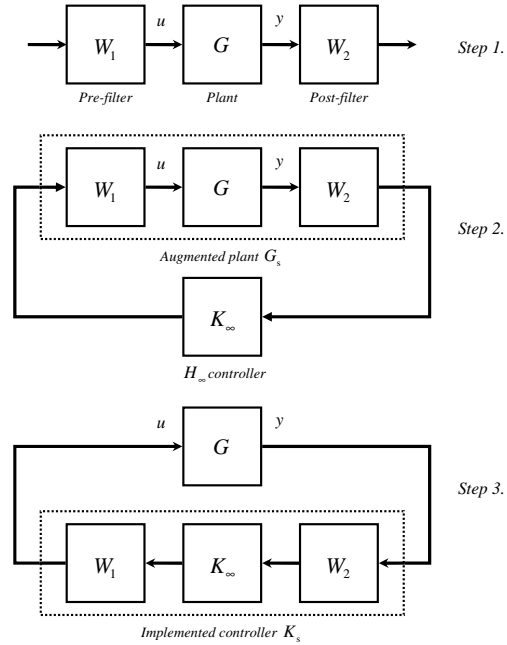 u y
W₁ G W₂ Step 1.
Pre-filter Plant Post-filter
u y
W₁ G W₂
Step 2.
Augmented plant Gₛ
K∞
H∞ controller
u y
G
Step 3.
W₁ K∞ W₂
Implemented controller Kₛ